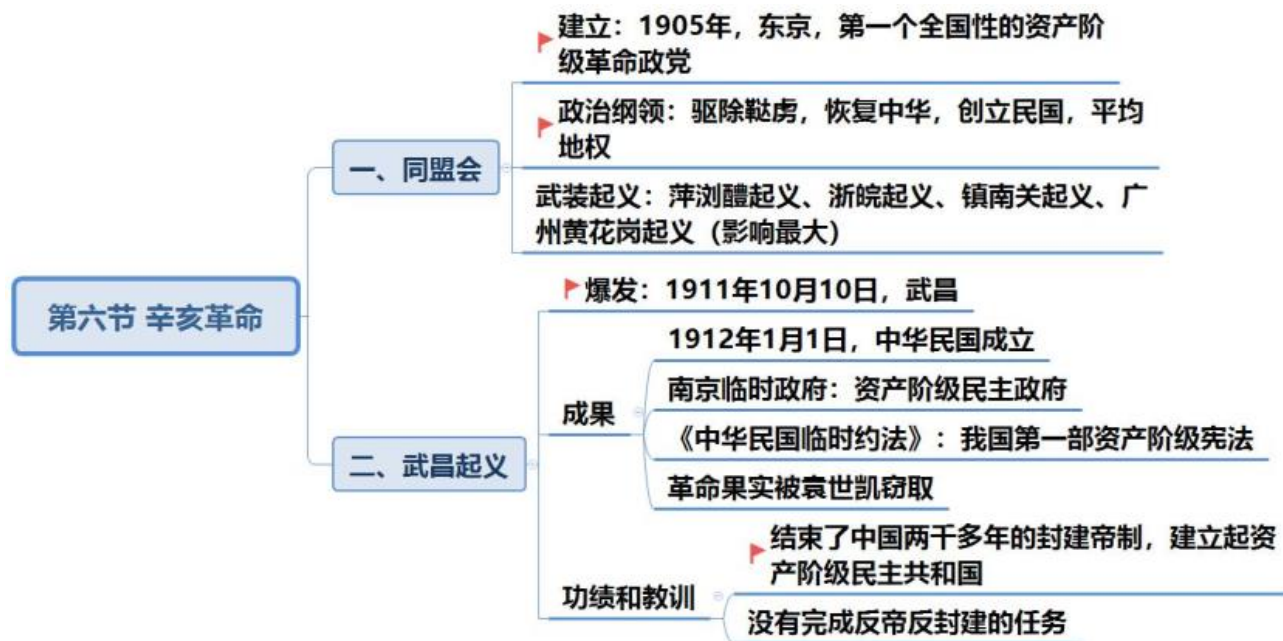 建立：1905年，东京，第一个全国性的资产阶
级革命政党
政治纲领：驱除鞑虏，恢复中华，创立民国，平均
地权
一、同盟会
武装起义：萍浏醴起义、浙皖起义、镇南关起义、广
州黄花岗起义（影响最大）
第六节 辛亥革命
爆发：1911年10月10日，武昌
1912年1月1日，中华民国成立
南京临时政府：资产阶级民主政府
成果
《中华民国临时约法》：我国第一部资产阶级宪法
二、武昌起义
革命果实被袁世凯窃取
结束了中国两千多年的封建帝制，建立起资
产阶级民主共和国
功绩和教训
没有完成反帝反封建的任务